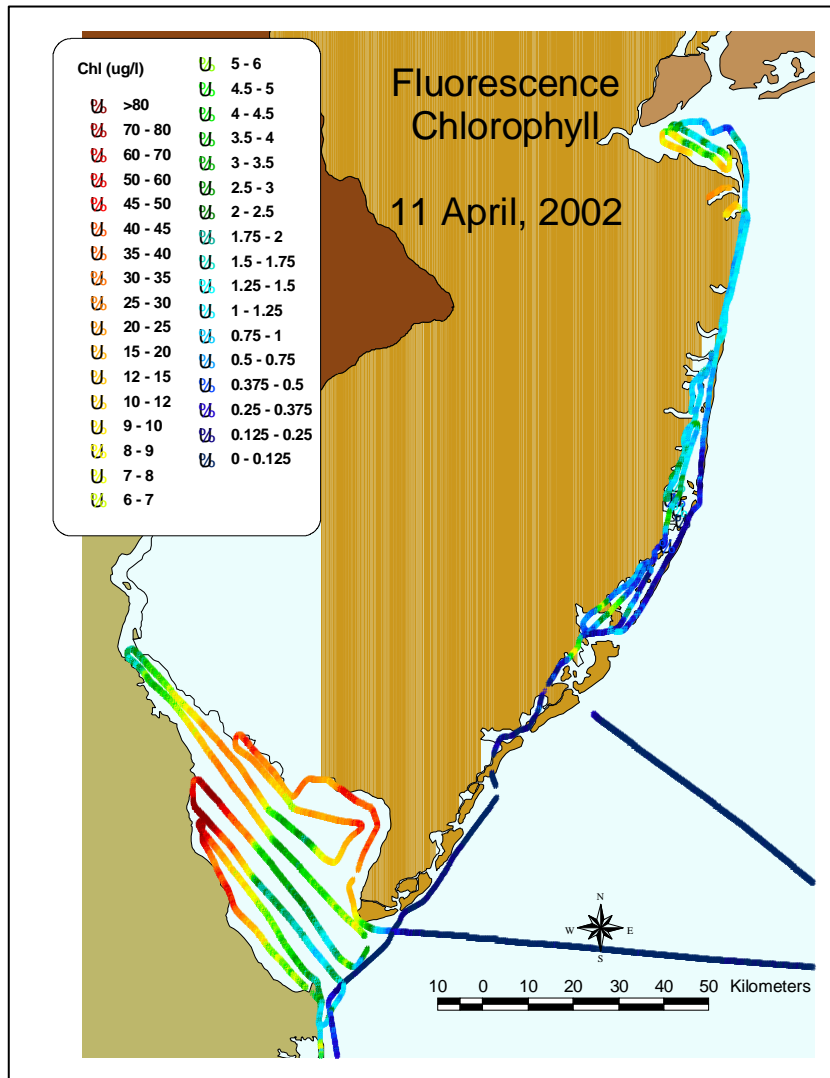 Fluorescence
Chlorophyll
11 April, 2002
Chl (ug/l)
>80
70 - 80
60 - 70
50 - 60
45 - 50
40 - 45
35 - 40
30 - 35
25 - 30
20 - 25
15 - 20
12 - 15
10 - 12
9 - 10
8 - 9
7 - 8
6 - 7
5 - 6
4.5 - 5
4 - 4.5
3.5 - 4
3 - 3.5
2.5 - 3
2 - 2.5
1.75 - 2
1.5 - 1.75
1.25 - 1.5
1 - 1.25
0.75 - 1
0.5 - 0.75
0.375 - 0.5
0.25 - 0.375
0.125 - 0.25
0 - 0.125
N
W E
S
10 0 10 20 30 40 50 Kilometers